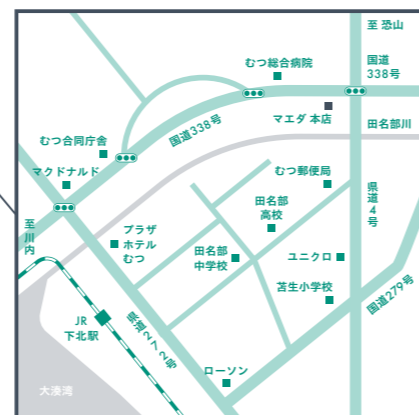 至 恐山
むつ総合病院
国道
338号
マエダ 本店
田名部川
国道338号
むつ合同庁舎
マクドナルド
むつ郵便局
県道4号
田名部
高校
至川内
プラザ
ホテル
むつ
田名部
中学校
ユニクロ
苫生小学校
国道279号
JR
下北駅
県道272号
ローソン
大湊湾